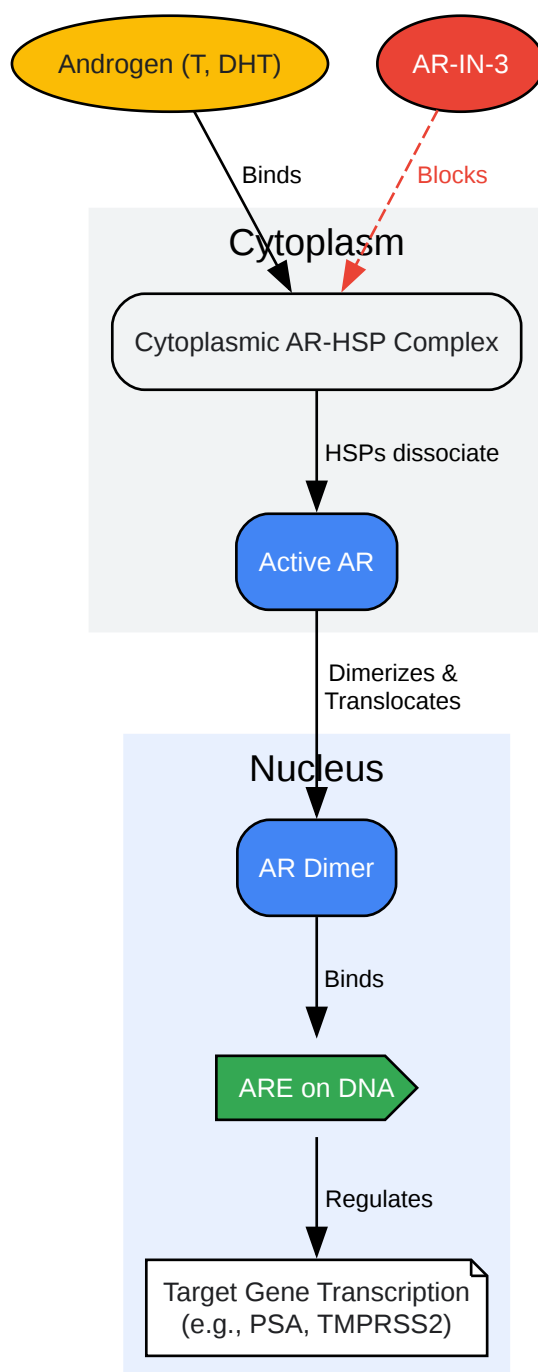 Androgen (T, DHT)
AR-IN-3
Binds
Blocks
Cytoplasm
Cytoplasmic AR-HSP Complex
HSPs dissociate
Active AR
Dimerizes &
Translocates
Nucleus
AR Dimer
Binds
ARE on DNA
Regulates
Target Gene Transcription
(e.g., PSA, TMPRSS2)